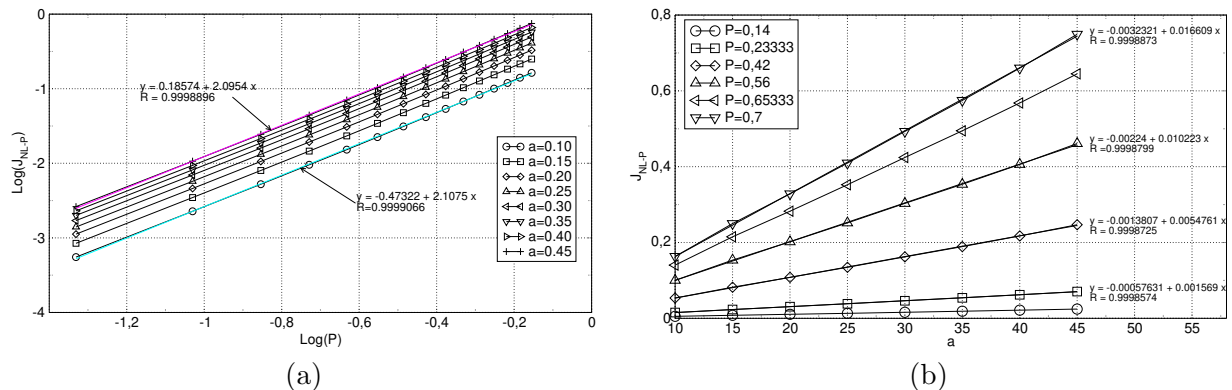 0
-1
-2
-3
-4
Log(J_NL-P)
-1,2
-1
-0,8
-0,6
-0,4
-0,2
0
Log(P)
y = 0.18574 + 2.0954 x
R = 0.9998896
y = -0.47322 + 2.1075 x
R=0.9999066
a=0.10
a=0.15
a=0.20
a=0.25
a=0.30
a=0.35
a=0.40
a=0.45
(a)
0,8
0,6
0,4
0,2
0,0
J_NL-P
10
15
20
25
30
35
40
45
50
55
a
P=0,14
P=0,23333
P=0,42
P=0,56
P=0,65333
P=0,7
y = -0.0032321 + 0.016609 x
R = 0.9998873
y = -0.00224 + 0.010223 x
R =0.9998799
y = -0.0013807 + 0.0054761 x
R = 0.9998725
y = -0.00057631 + 0.001569 x
R = 0.9998574
(b)